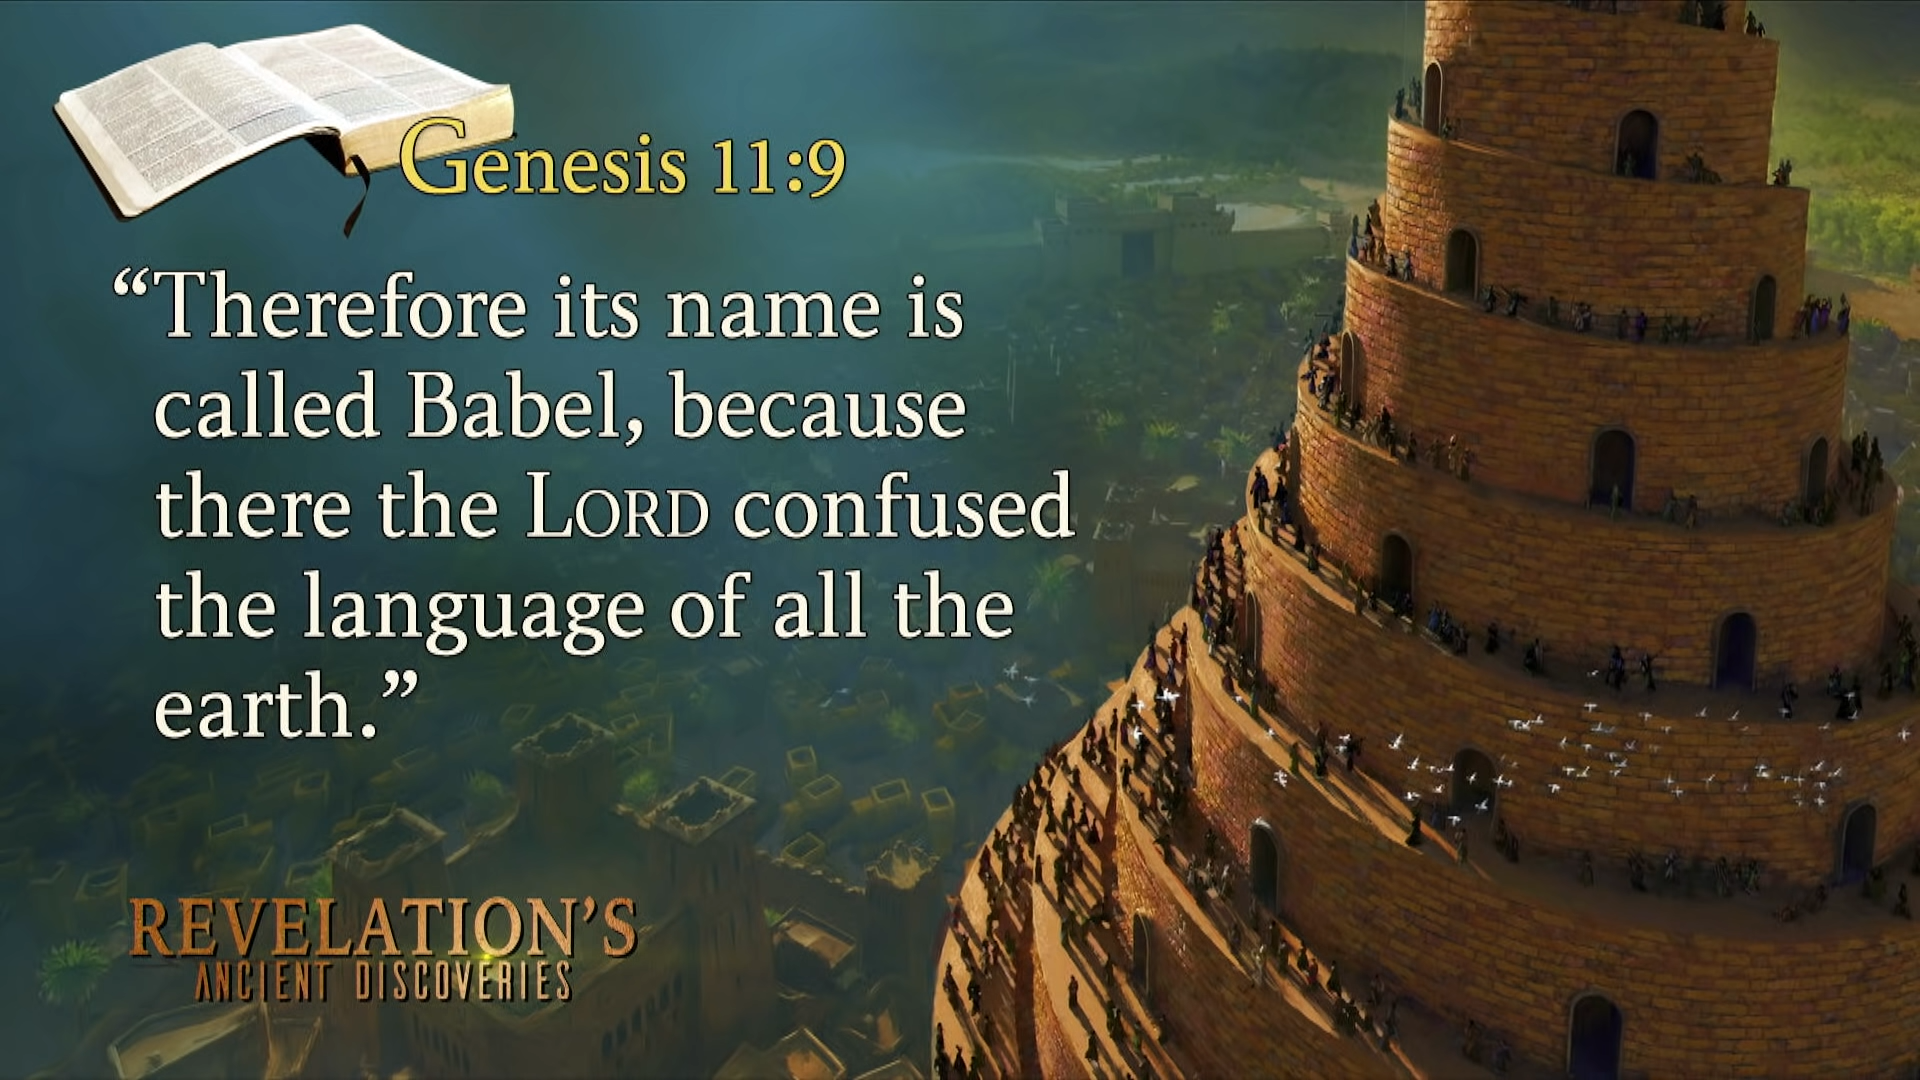 Genesis 11:9
“Therefore its name is
called Babel, because
there the LORD confused
the language of all the
earth.”
REVELATION’S
ANCIENT DISCOVERIES